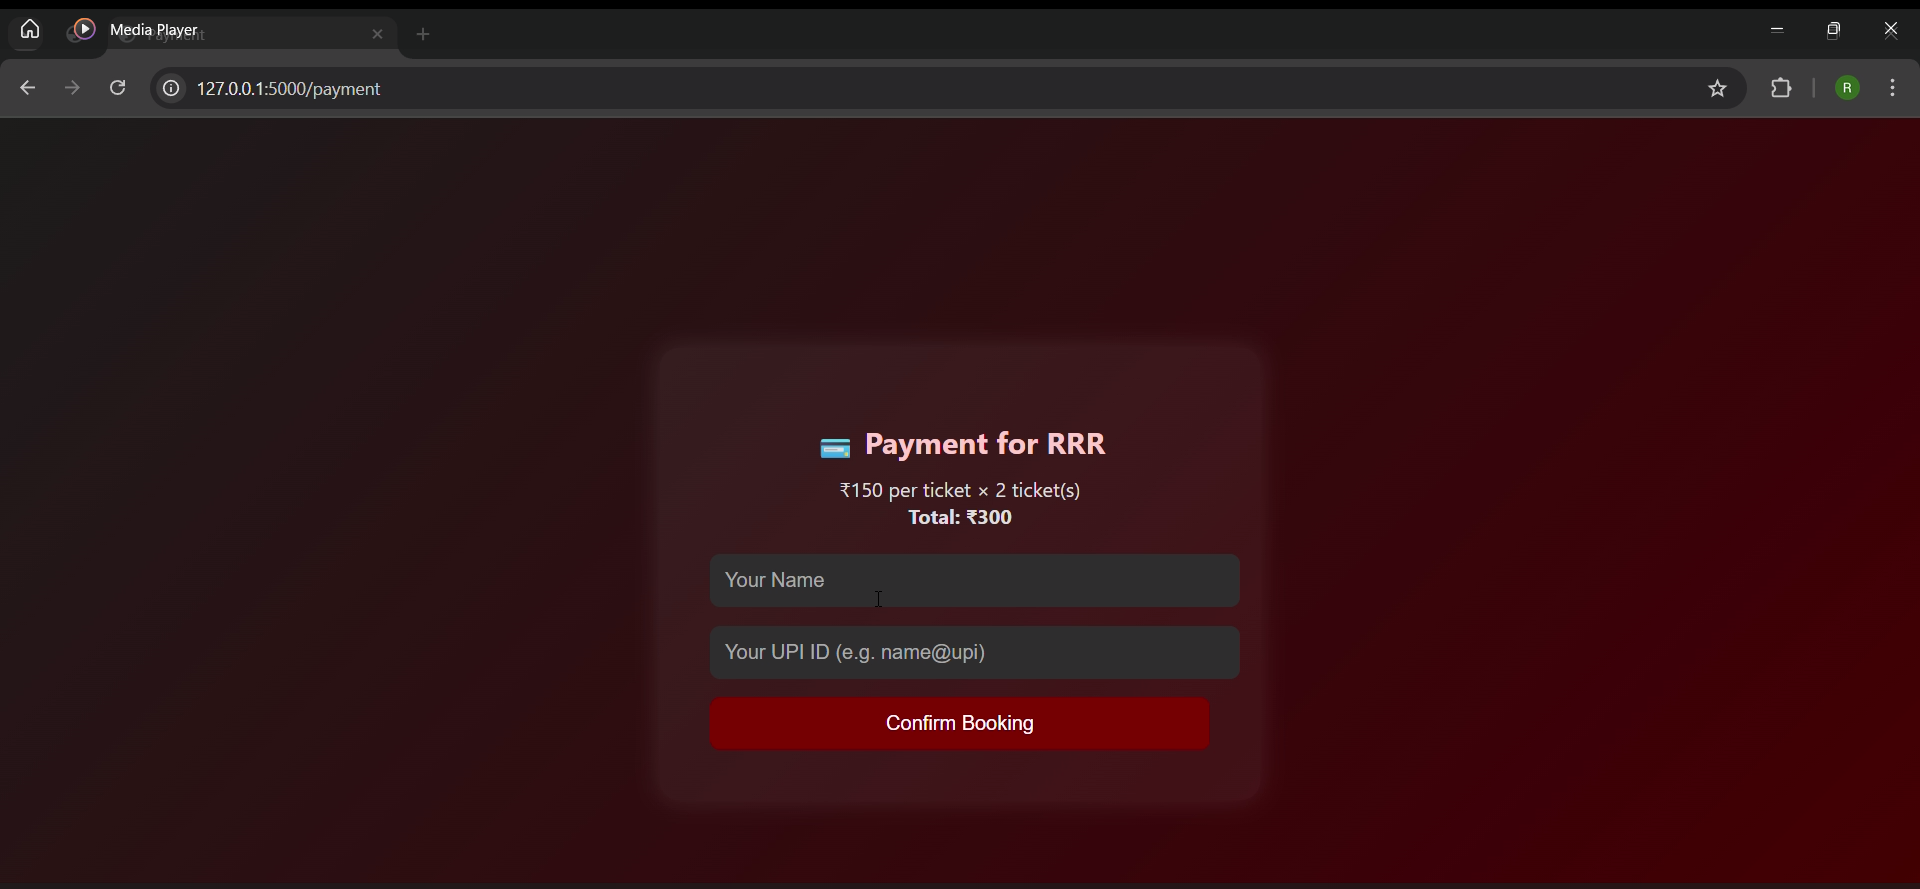 Media Player
Payment
127.0.0.1:5000/payment
R
Payment for RRR
₹150 per ticket × 2 ticket(s)
Total: ₹300
Your Name
Your UPI ID (e.g. name@upi)
Confirm Booking